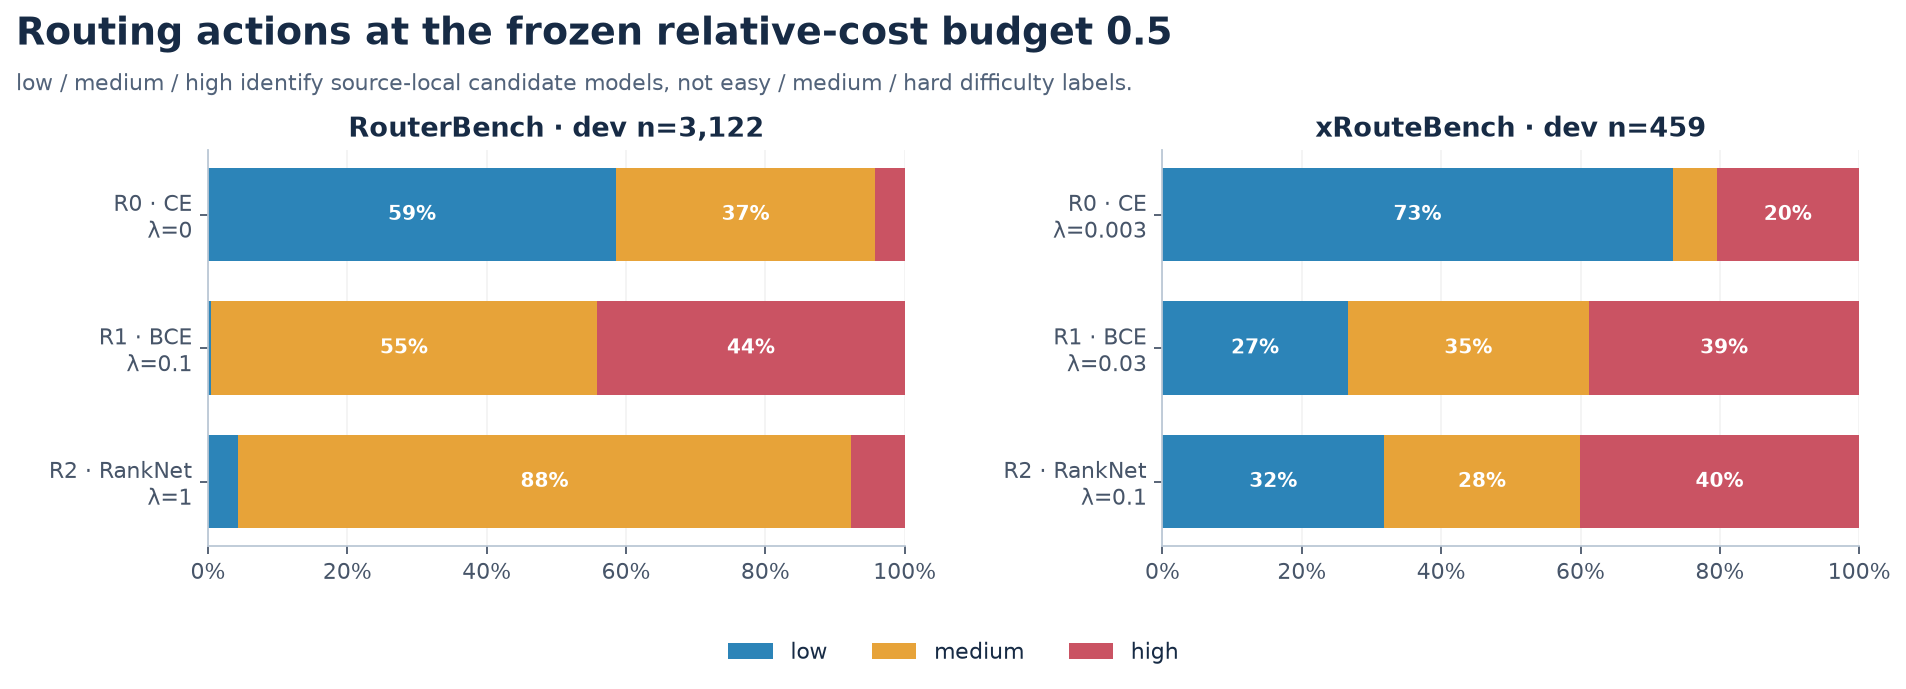 Routing actions at the frozen relative-cost budget 0.5
low / medium / high identify source-local candidate models, not easy / medium / hard difficulty labels.
RouterBench · dev n=3,122
R0 · CE
λ=0
59%
37%
R1 · BCE
λ=0.1
55%
44%
R2 · RankNet
λ=1
88%
0%
20%
40%
60%
80%
100%
xRouteBench · dev n=459
R0 · CE
λ=0.003
73%
20%
R1 · BCE
λ=0.03
27%
35%
39%
R2 · RankNet
λ=0.1
32%
28%
40%
0%
20%
40%
60%
80%
100%
low
medium
high